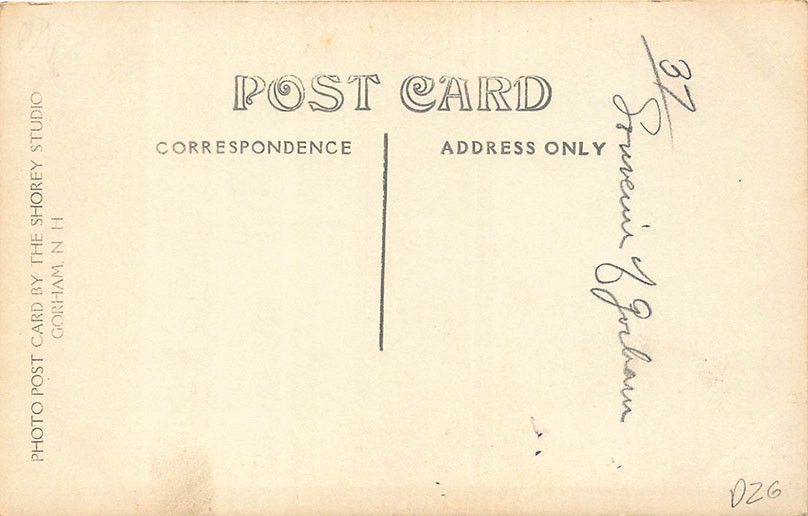 POST CARD
CORRESPONDENCE
ADDRESS ONLY
PHOTO POST CARD BY THE SHOREY STUDIO
GORHAM, N H
37
Souvenir of Gorham
D26